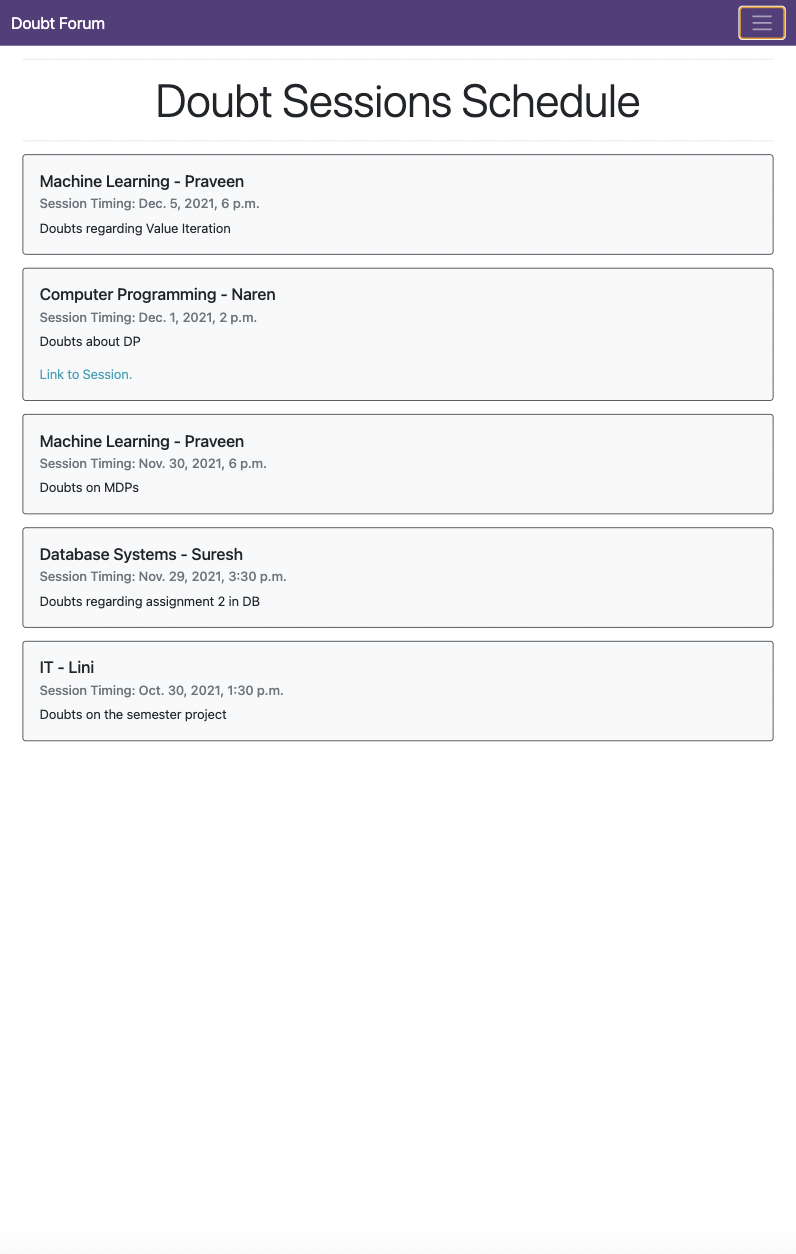 Doubt Forum
Doubt Sessions Schedule
Machine Learning - Praveen
Session Timing: Dec. 5, 2021, 6 p.m.
Doubts regarding Value Iteration
Computer Programming - Naren
Session Timing: Dec. 1, 2021, 2 p.m.
Doubts about DP
Link to Session.
Machine Learning - Praveen
Session Timing: Nov. 30, 2021, 6 p.m.
Doubts on MDPs
Database Systems - Suresh
Session Timing: Nov. 29, 2021, 3:30 p.m.
Doubts regarding assignment 2 in DB
IT - Lini
Session Timing: Oct. 30, 2021, 1:30 p.m.
Doubts on the semester project